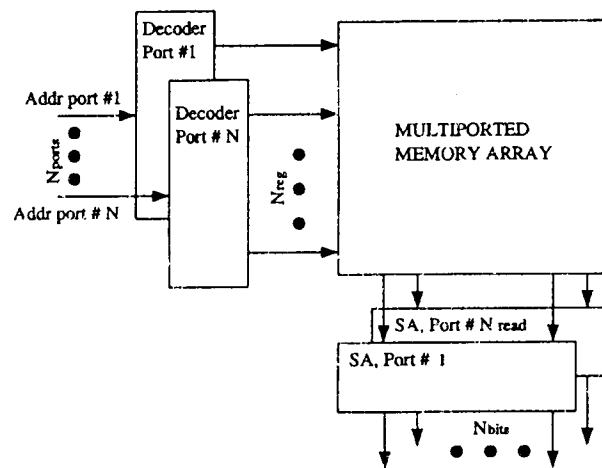 Decoder
Port #1
Addr port #1
Decoder
Port # N
Nports
Addr port # N
Nreg
MULTIPORTED
MEMORY ARRAY
SA, Port # N read
SA, Port # 1
Nbits